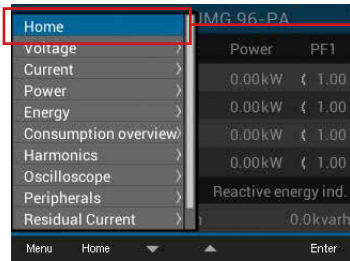 UMG 96-PA
Home
Voltage
Current
Power
Energy
Consumption overview
Harmonics
Oscilloscope
Peripherals
Residual Current
Power PF1
0.00kW 1.00
0.00kW 1.00
0.00kW 1.00
0.00kW 1.00
Reactive energy ind.
0.0kvarh
Menu Home Enter